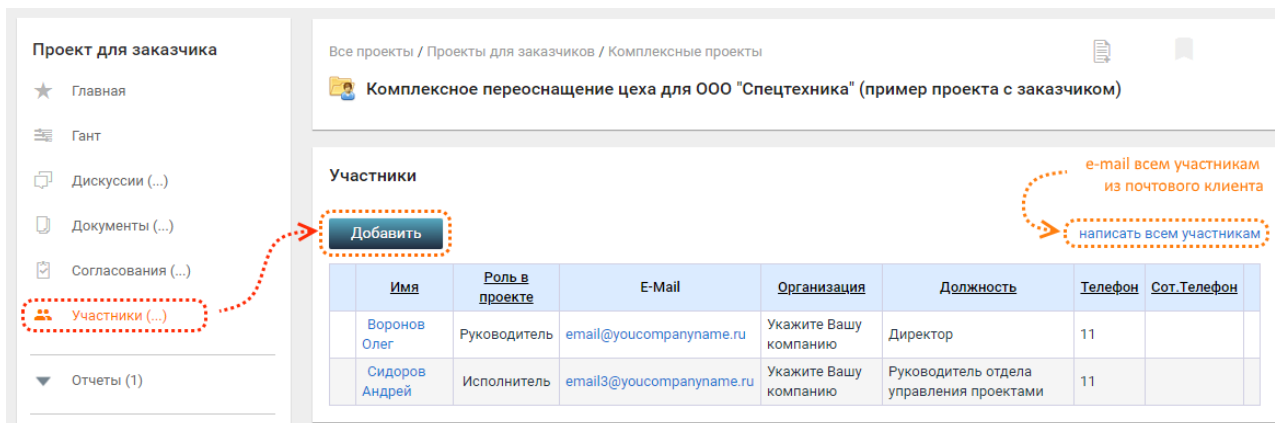 Проект для заказчика
Главная
Гант
Дискуссии (...)
Документы (...)
Согласования (...)
Участники (...)
Отчеты (1)
Все проекты / Проекты для заказчиков / Комплексные проекты
Комплексное переоснащение цеха для ООО "Спецтехника" (пример проекта с заказчиком)
Участники
e-mail всем участникам
из почтового клиента
Добавить
написать всем участникам
Имя Роль в проекте E-Mail Организация Должность Телефон Сот.Телефон
Воронов Олег Руководитель email@youcompanyname.ru Укажите Вашу компанию Директор 11
Сидоров Андрей Исполнитель email3@youcompanyname.ru Укажите Вашу компанию Руководитель отдела управления проектами 11